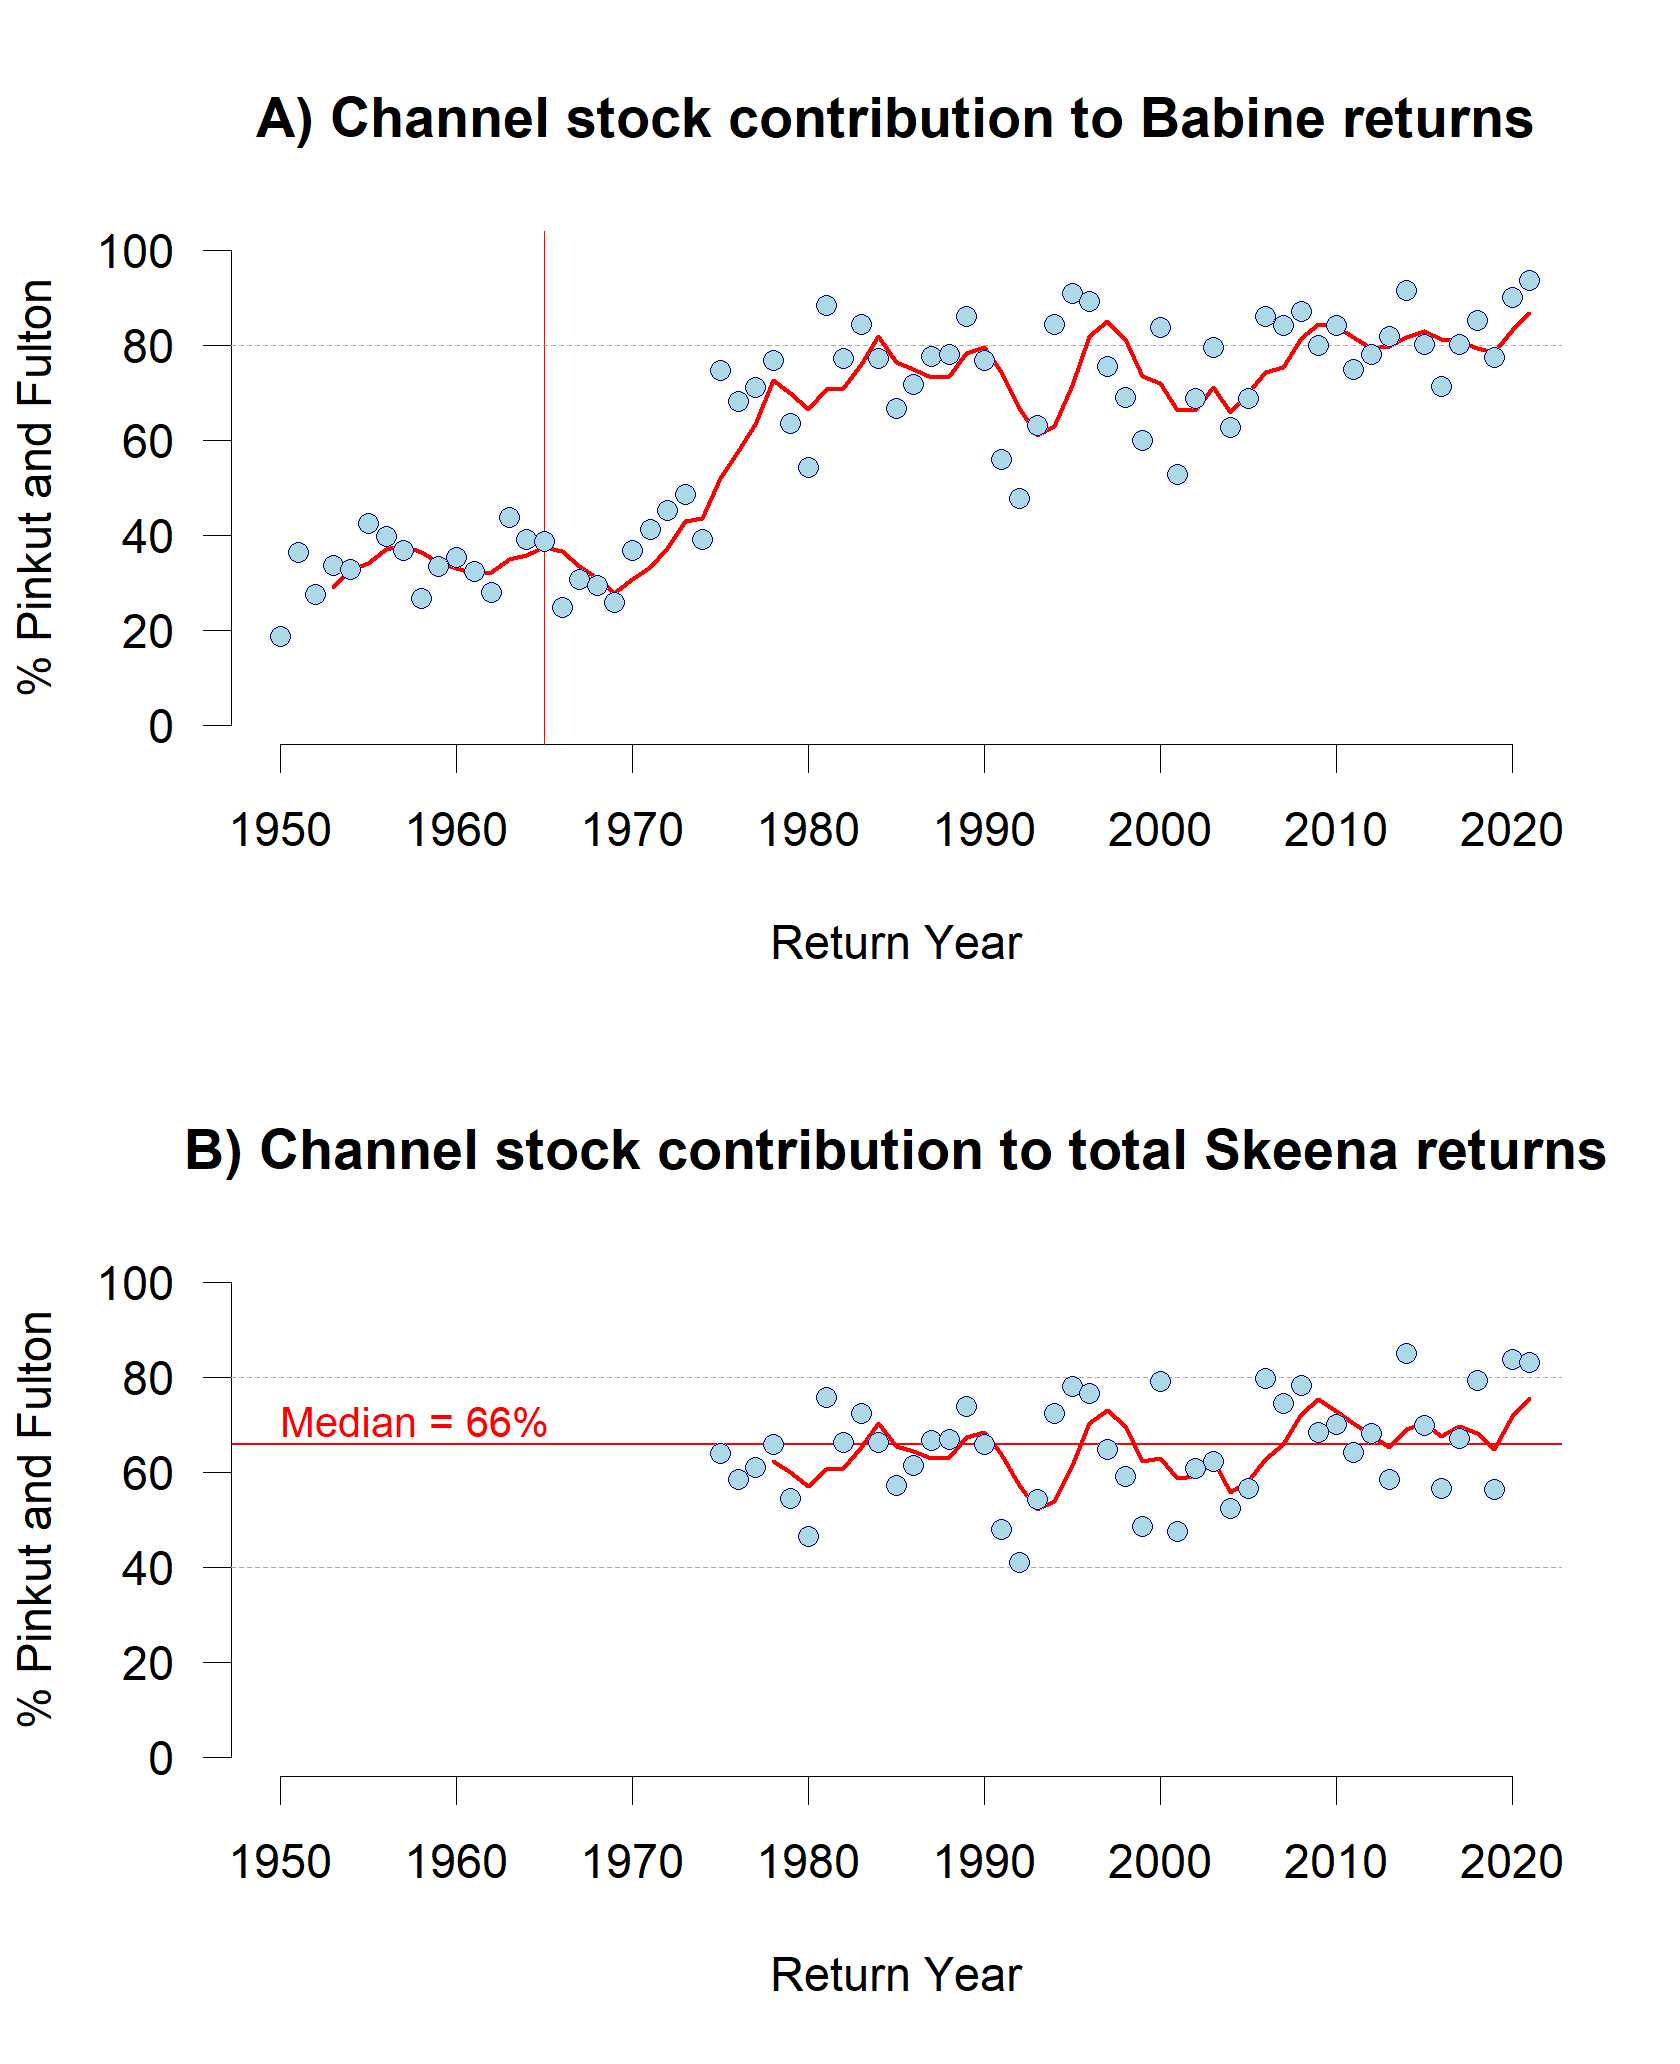 A) Channel stock contribution to Babine returns
% Pinkut and Fulton
100
80
60
40
20
0
1950 1960 1970 1980 1990 2000 2010 2020
Return Year
B) Channel stock contribution to total Skeena returns
% Pinkut and Fulton
100
80
60
40
20
0
Median = 66%
1950 1960 1970 1980 1990 2000 2010 2020
Return Year